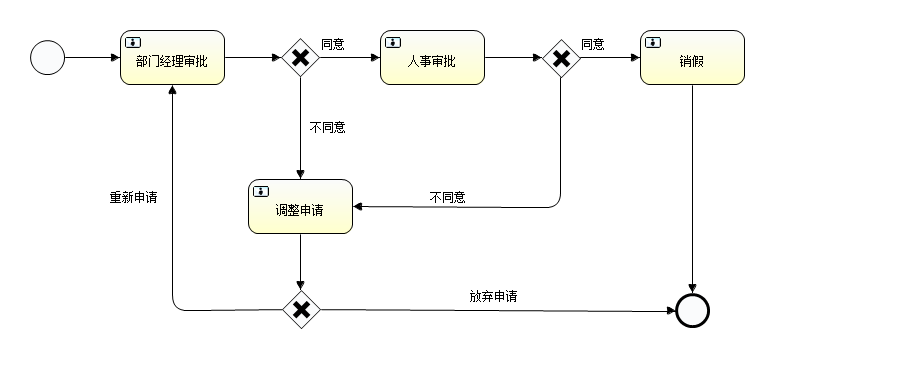 部门经理审批
同意
人事审批
同意
销假
不同意
重新申请
调整申请
不同意
放弃申请